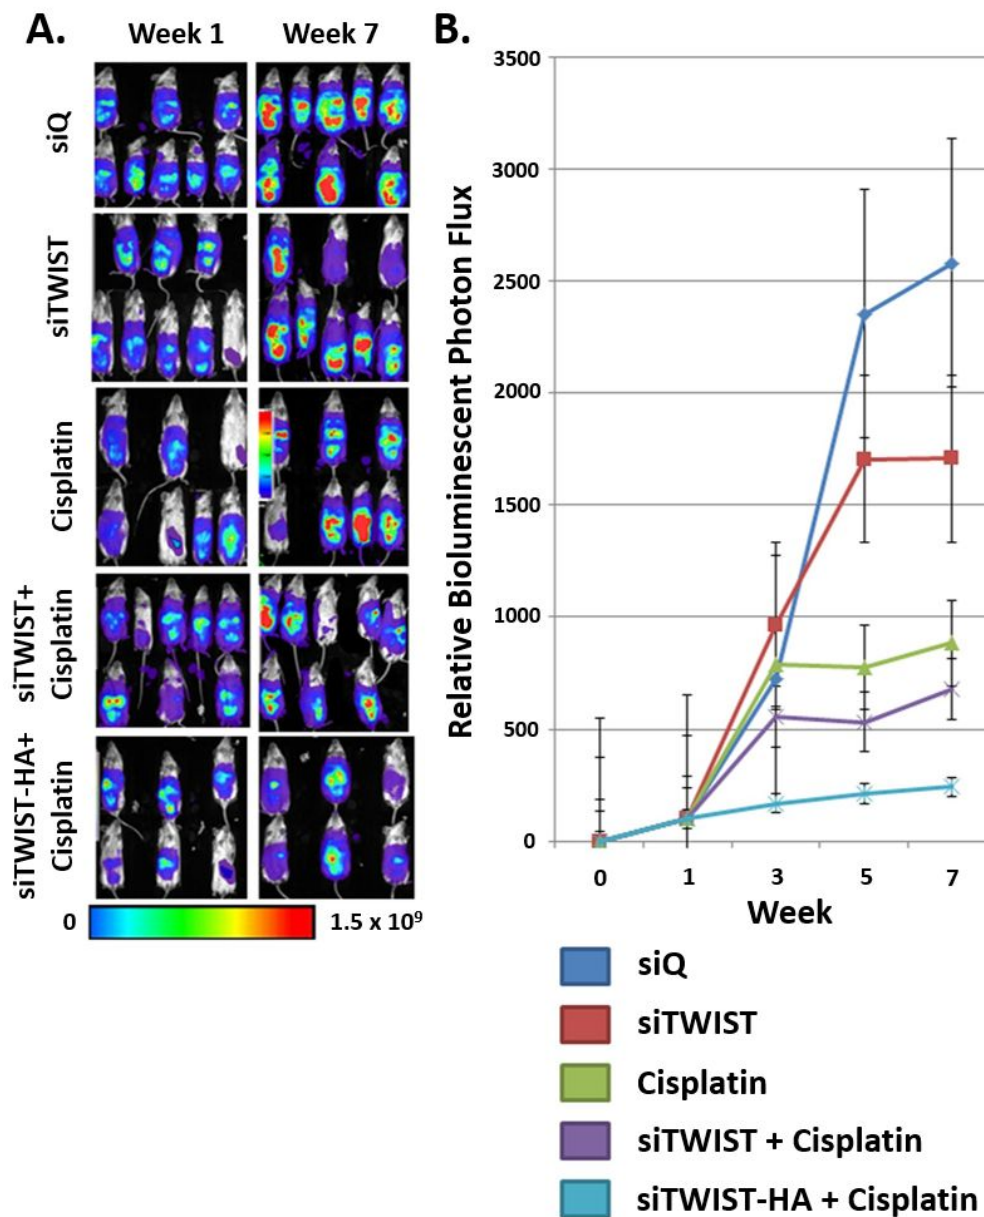 A.
Week 1
Week 7
siQ
siTWIST
Cisplatin
siTWIST+
Cisplatin
siTWIST-HA+
Cisplatin
0
1.5 x 10⁹
B.
Relative Bioluminescent Photon Flux
3500
3000
2500
2000
1500
1000
500
0
0 1 3 5 7
Week
siQ
siTWIST
Cisplatin
siTWIST + Cisplatin
siTWIST-HA + Cisplatin